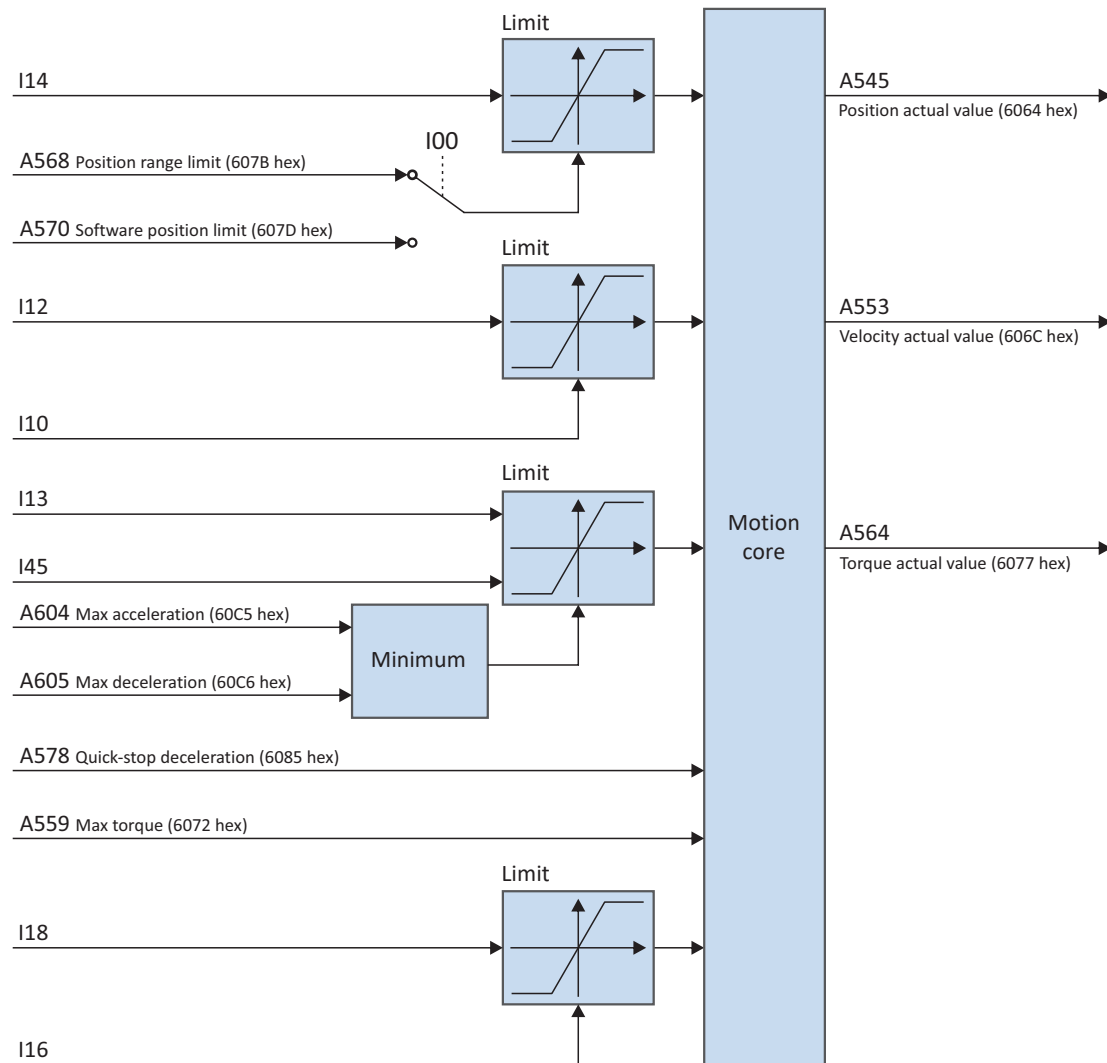 Limit
I14
A545
Position actual value (6064 hex)
I00
A568 Position range limit (607B hex)
A570 Software position limit (607D hex)
Limit
I12
A553
Velocity actual value (606C hex)
I10
Limit
I13
Motion
core
A564
Torque actual value (6077 hex)
I45
A604 Max acceleration (60C5 hex)
Minimum
A605 Max deceleration (60C6 hex)
A578 Quick-stop deceleration (6085 hex)
A559 Max torque (6072 hex)
Limit
I18
I16